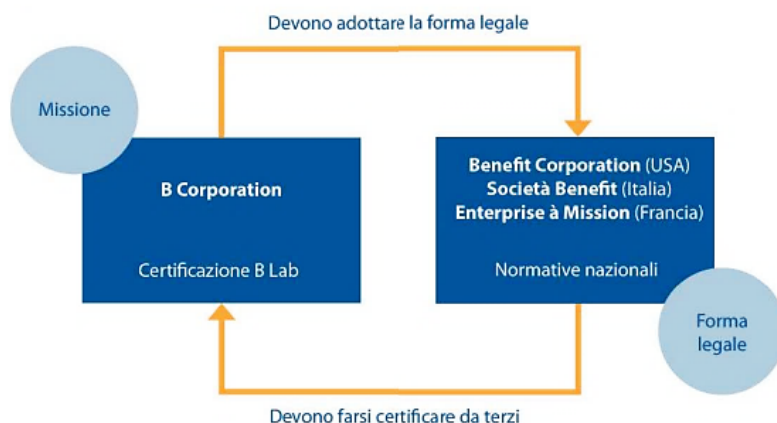 Devono adottare la forma legale
Missione
B Corporation
Certificazione B Lab
Benefit Corporation (USA)
Società Benefit (Italia)
Enterprise à Mission (Francia)
Normative nazionali
Forma
legale
Devono farsi certificare da terzi